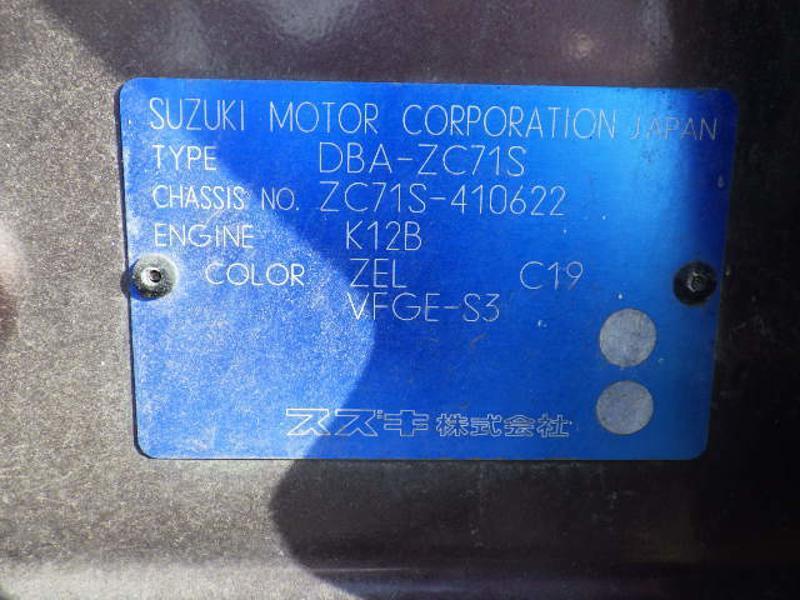 SUZUKI MOTOR CORPORATION JAPAN
TYPE DBA-ZC71S
CHASSIS NO. ZC71S-410622
ENGINE K12B
COLOR ZEL C19
VFGE-S3
スズキ株式会社